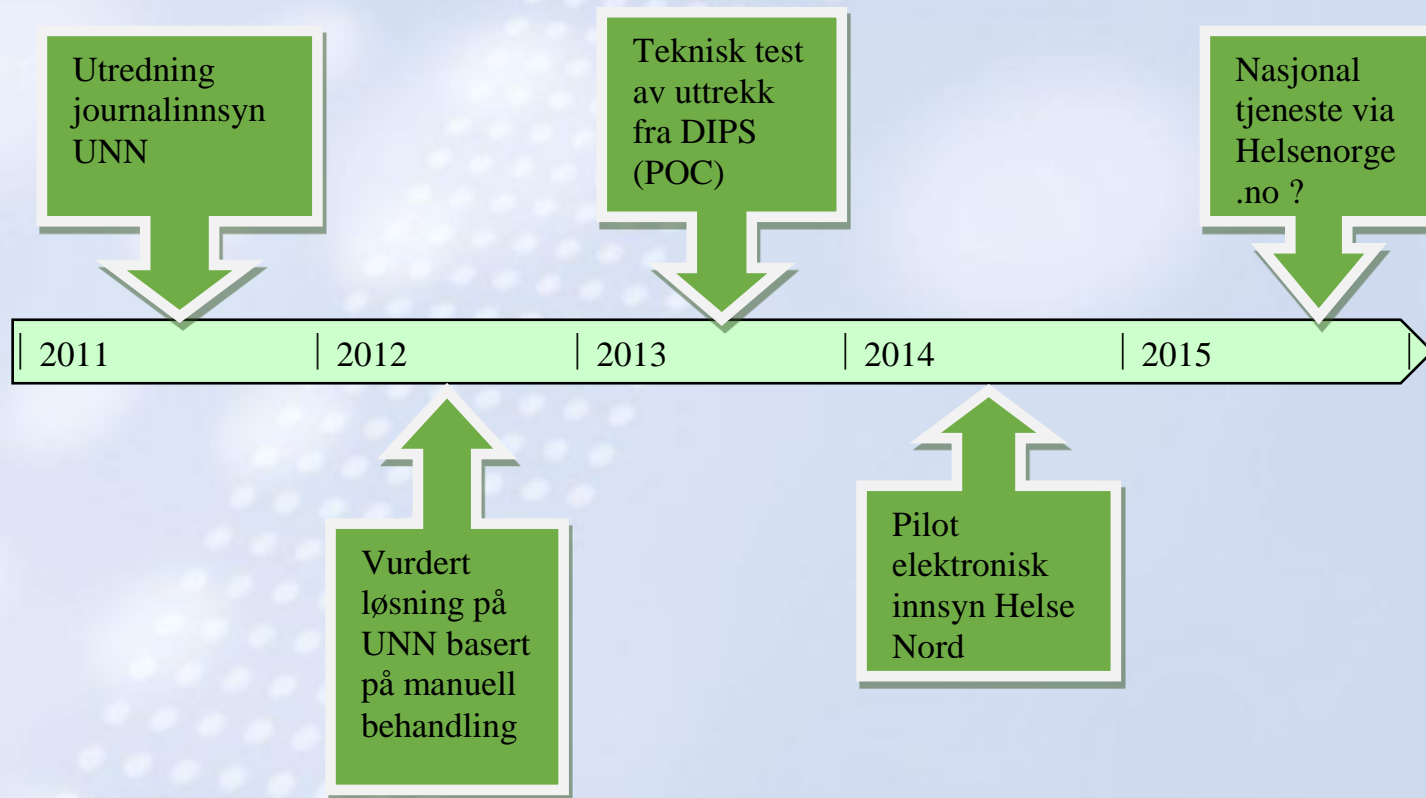 Utredning
journalinnsyn
UNN
Teknisk test
av uttrekk
fra DIPS
(POC)
Nasjonal
tjeneste via
Helsenorge
.no ?
2011
2012
2013
2014
2015
Vurdert
løsning på
UNN basert
på manuell
behandling
Pilot
elektronisk
innsyn Helse
Nord